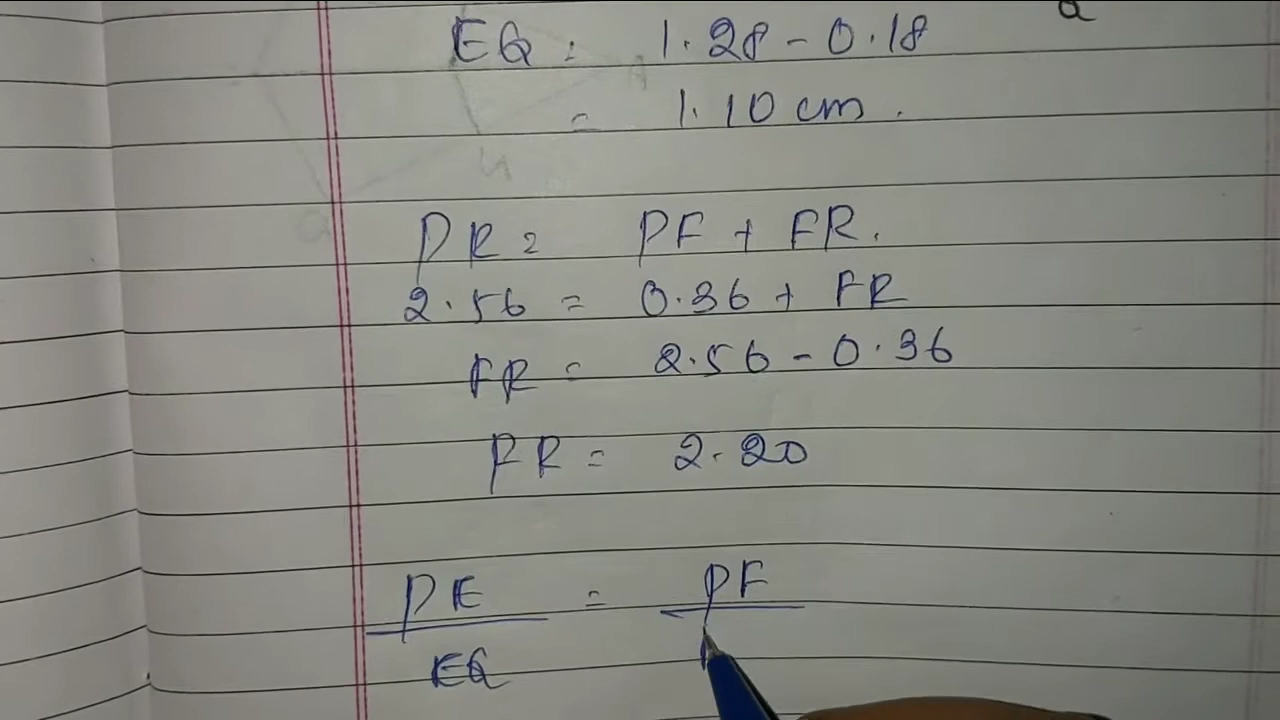 EQ = 1.28 - 0.18
= 1.10 cm.
PR = PF + FR.
2.56 = 0.36 + FR
FR = 2.56 - 0.36
FR = 2.20
PE = PF
EQ